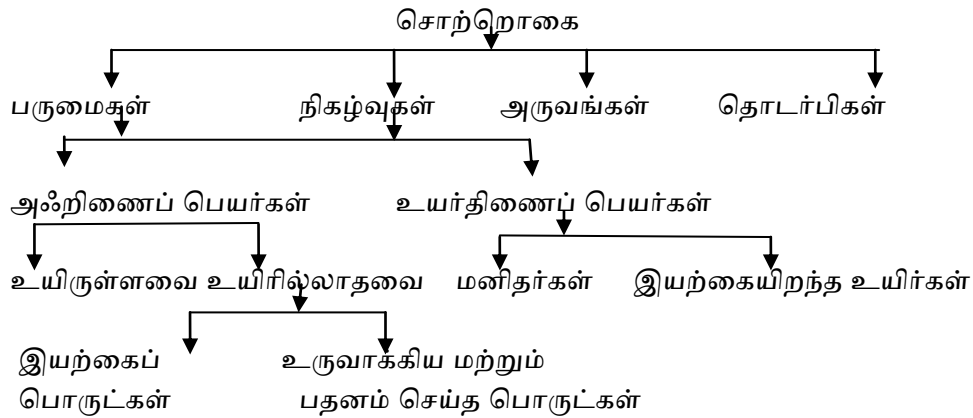 சொற்றொகை
பருமைகள் நிகழ்வுகள் அருவங்கள் தொடர்பிகள்
அஃறிணைப் பெயர்கள் உயர்திணைப் பெயர்கள்
உயிருள்ளவை உயிரில்லாதவை மனிதர்கள் இயற்கையிறந்த உயிர்கள்
இயற்கைப் உருவாக்கிய மற்றும்
பொருட்கள் பதனம் செய்த பொருட்கள்